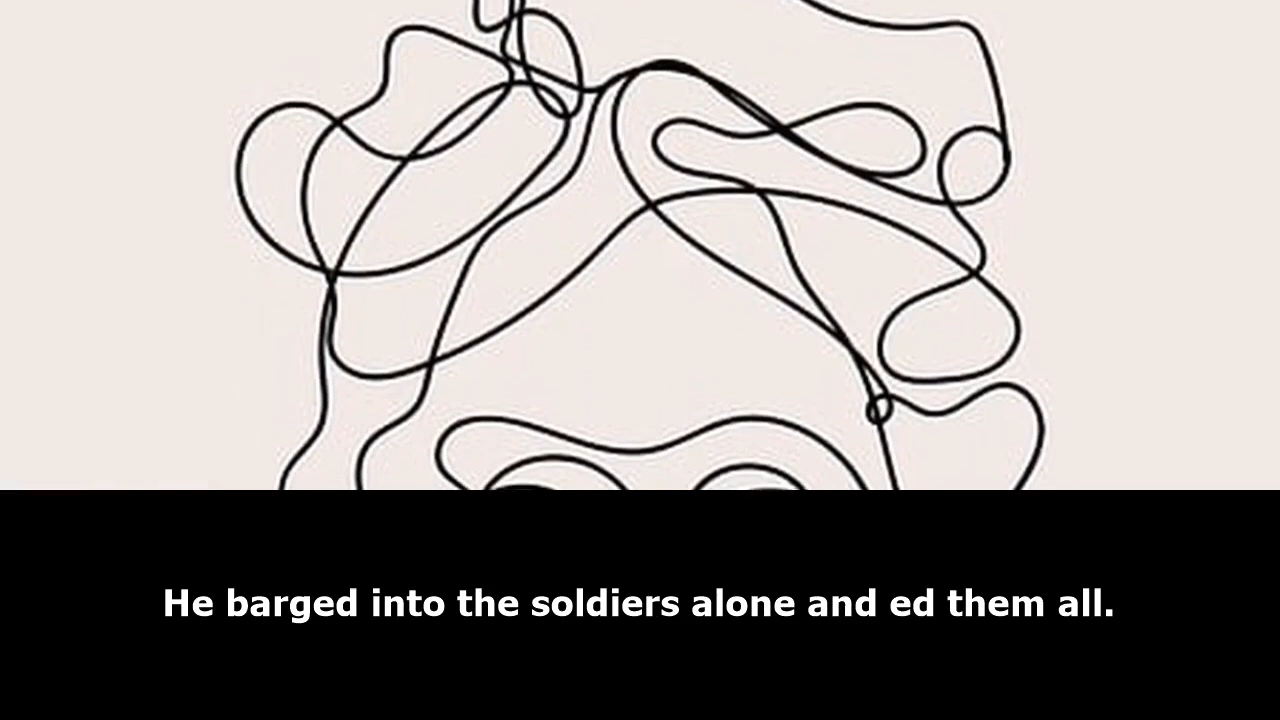 He barged into the soldiers alone and ed them all.